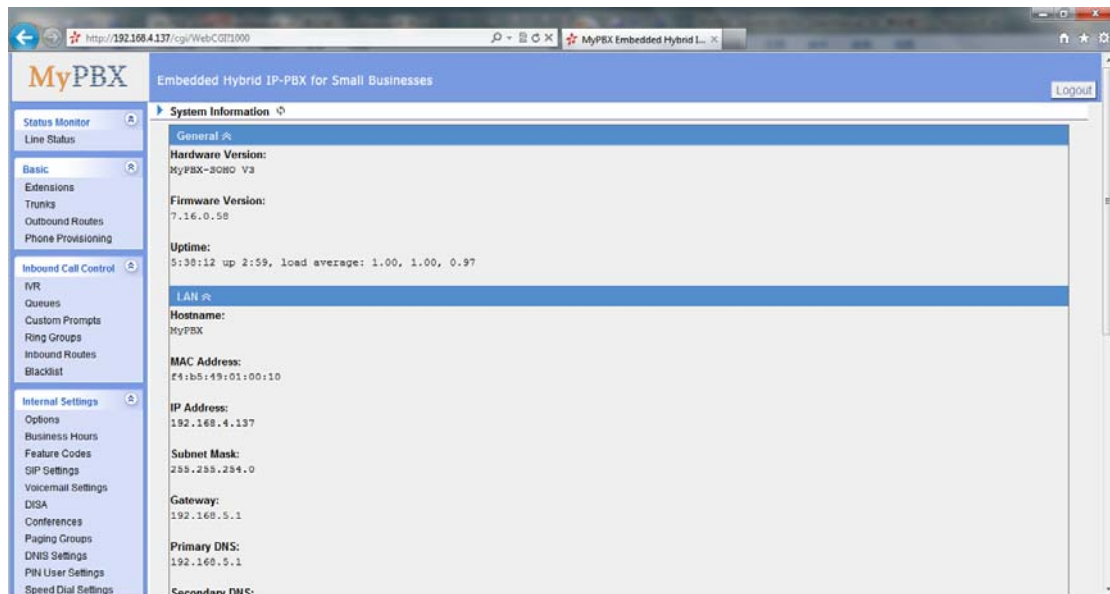 http://192.168.4.137/cgi/WebCGI?1000
MyPBX Embedded Hybrid I...
MyPBX
Embedded Hybrid IP-PBX for Small Businesses
Logout
Status Monitor
Line Status
Basic
Extensions
Trunks
Outbound Routes
Phone Provisioning
Inbound Call Control
IVR
Queues
Custom Prompts
Ring Groups
Inbound Routes
Blacklist
Internal Settings
Options
Business Hours
Feature Codes
SIP Settings
Voicemail Settings
DISA
Conferences
Paging Groups
DNIS Settings
PIN User Settings
Speed Dial Settings
System Information
General
Hardware Version:
MyPBX-SOHO V3
Firmware Version:
7.16.0.58
Uptime:
5:38:12 up 2:59, load average: 1.00, 1.00, 0.97
LAN
Hostname:
MyPBX
MAC Address:
f4:b5:49:01:00:10
IP Address:
192.168.4.137
Subnet Mask:
255.255.254.0
Gateway:
192.168.5.1
Primary DNS:
192.168.5.1
Secondary DNS: